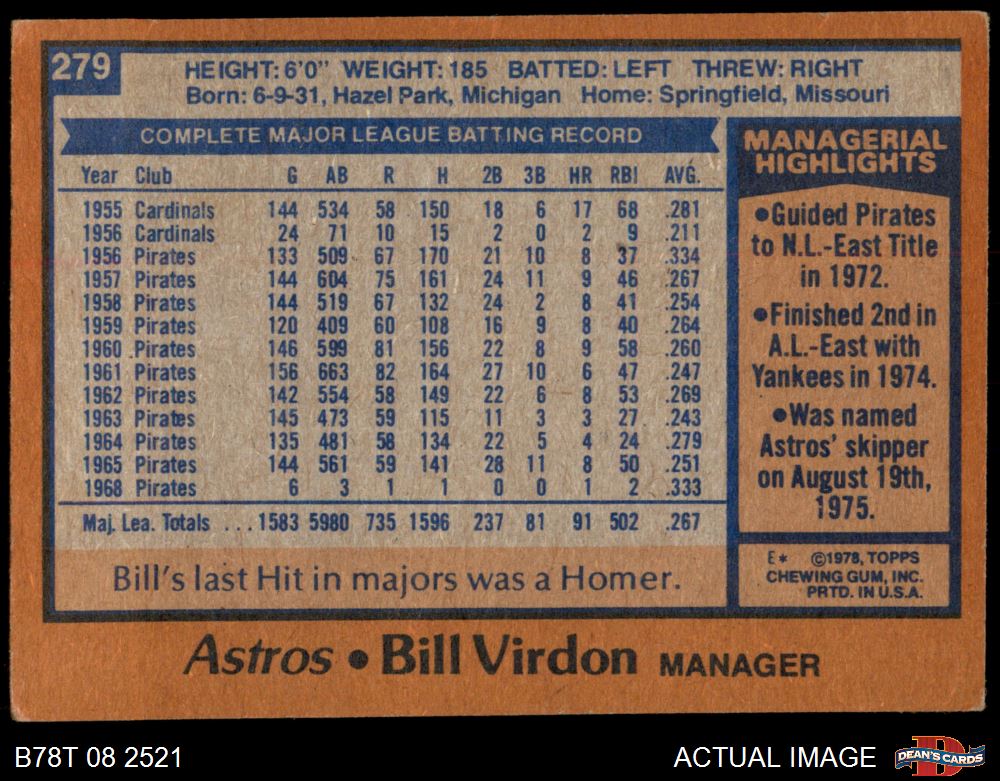 279
HEIGHT: 6'0" WEIGHT: 185 BATTED: LEFT THREW: RIGHT
Born: 6-9-31, Hazel Park, Michigan Home: Springfield, Missouri
COMPLETE MAJOR LEAGUE BATTING RECORD
Year Club G AB R H 2B 3B HR RBI AVG.
1955 Cardinals 144 534 58 150 18 6 17 68 .281
1956 Cardinals 24 71 10 15 2 0 2 9 .211
1956 Pirates 133 509 67 170 21 10 8 37 .334
1957 Pirates 144 604 75 161 24 11 9 46 .267
1958 Pirates 144 519 67 132 24 2 8 41 .254
1959 Pirates 120 409 60 108 16 9 8 40 .264
1960 Pirates 146 599 81 156 22 8 9 58 .260
1961 Pirates 156 663 82 164 27 10 6 47 .247
1962 Pirates 142 554 58 149 22 6 8 53 .269
1963 Pirates 145 473 59 115 11 3 3 27 .243
1964 Pirates 135 481 58 134 22 5 4 24 .279
1965 Pirates 144 561 59 141 28 11 8 50 .251
1968 Pirates 6 3 1 1 0 0 1 2 .333
Maj. Lea. Totals ... 1583 5980 735 1596 237 81 91 502 .267
Bill's last Hit in majors was a Homer.
MANAGERIAL
HIGHLIGHTS
•Guided Pirates
to N.L.-East Title
in 1972.
•Finished 2nd in
A.L.-East with
Yankees in 1974.
•Was named
Astros' skipper
on August 19th,
1975.
E* ©1978, TOPPS
CHEWING GUM, INC.
PRTD. IN U.S.A.
Astros • Bill Virdon MANAGER
B78T 08 2521
ACTUAL IMAGE
D
DEAN'S CARDS